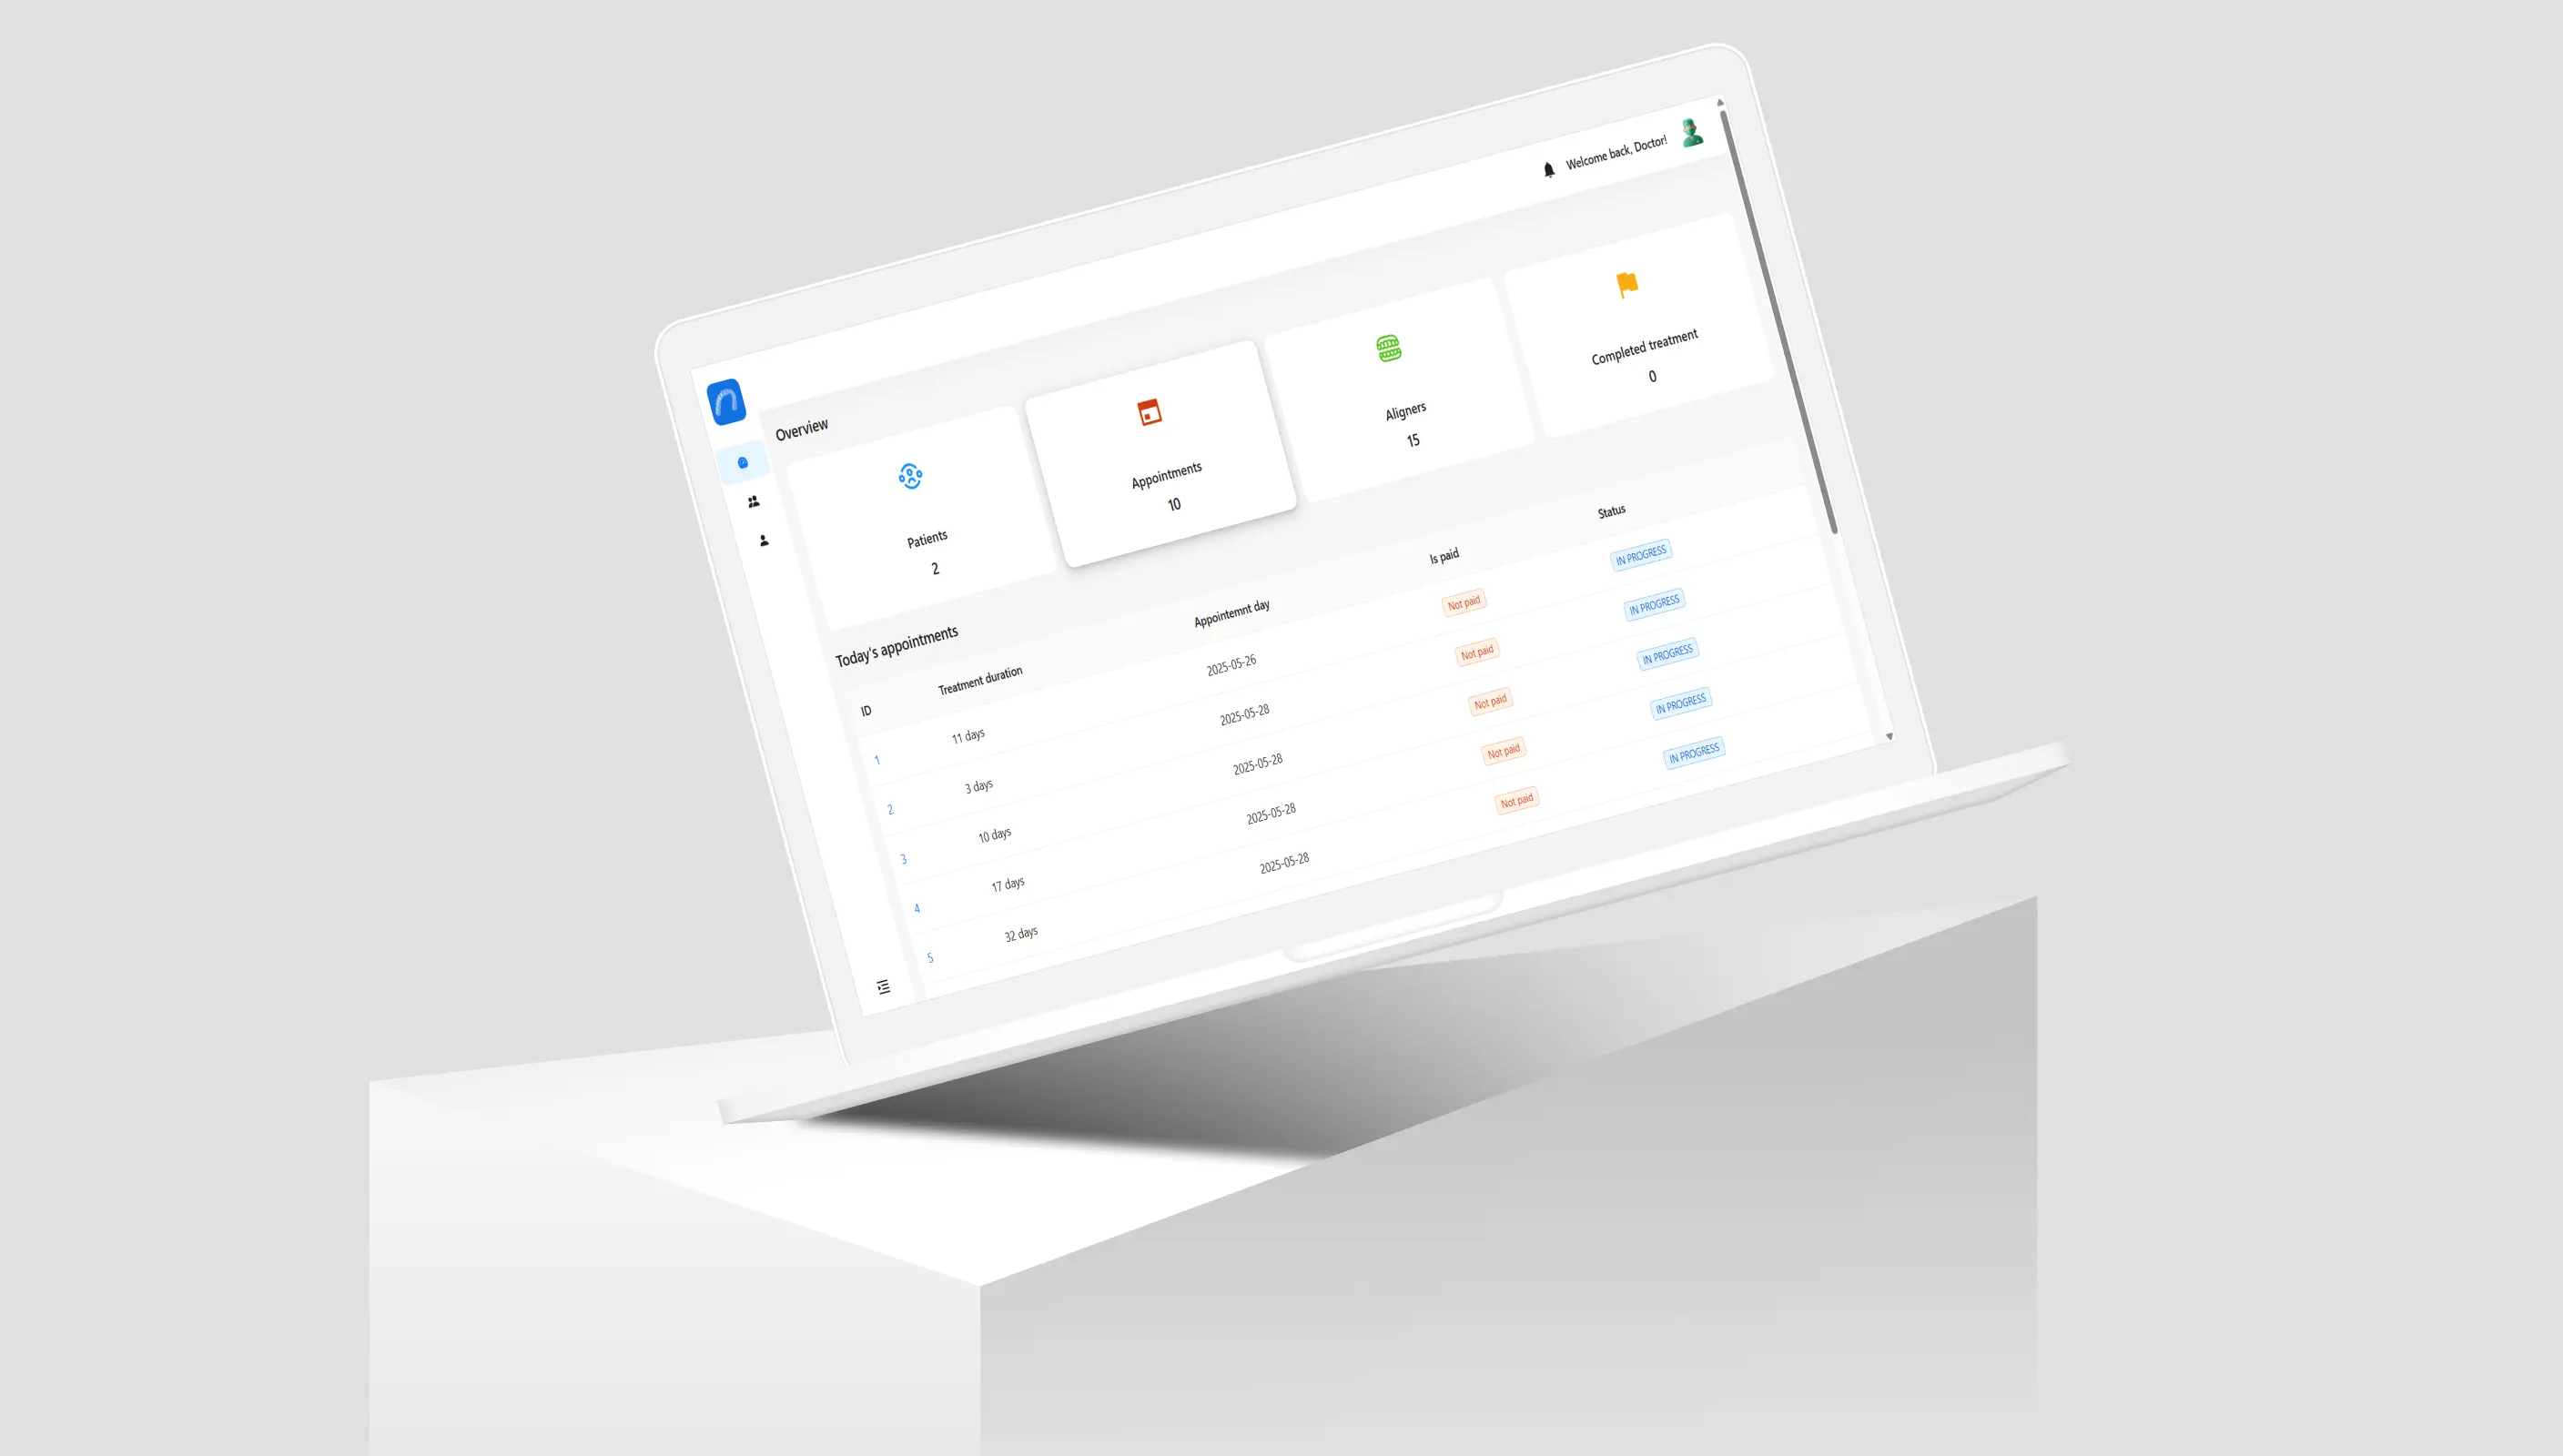 Welcome back, Doctor!
Overview
Patients
2
Appointments
10
Aligners
15
Completed treatment
0
Today's appointments
ID Treatment duration Appointemnt day Is paid Status
1 11 days 2025-05-26 Not paid IN PROGRESS
2 3 days 2025-05-28 Not paid IN PROGRESS
3 10 days 2025-05-28 Not paid IN PROGRESS
4 17 days 2025-05-28 Not paid IN PROGRESS
5 32 days 2025-05-28 Not paid IN PROGRESS